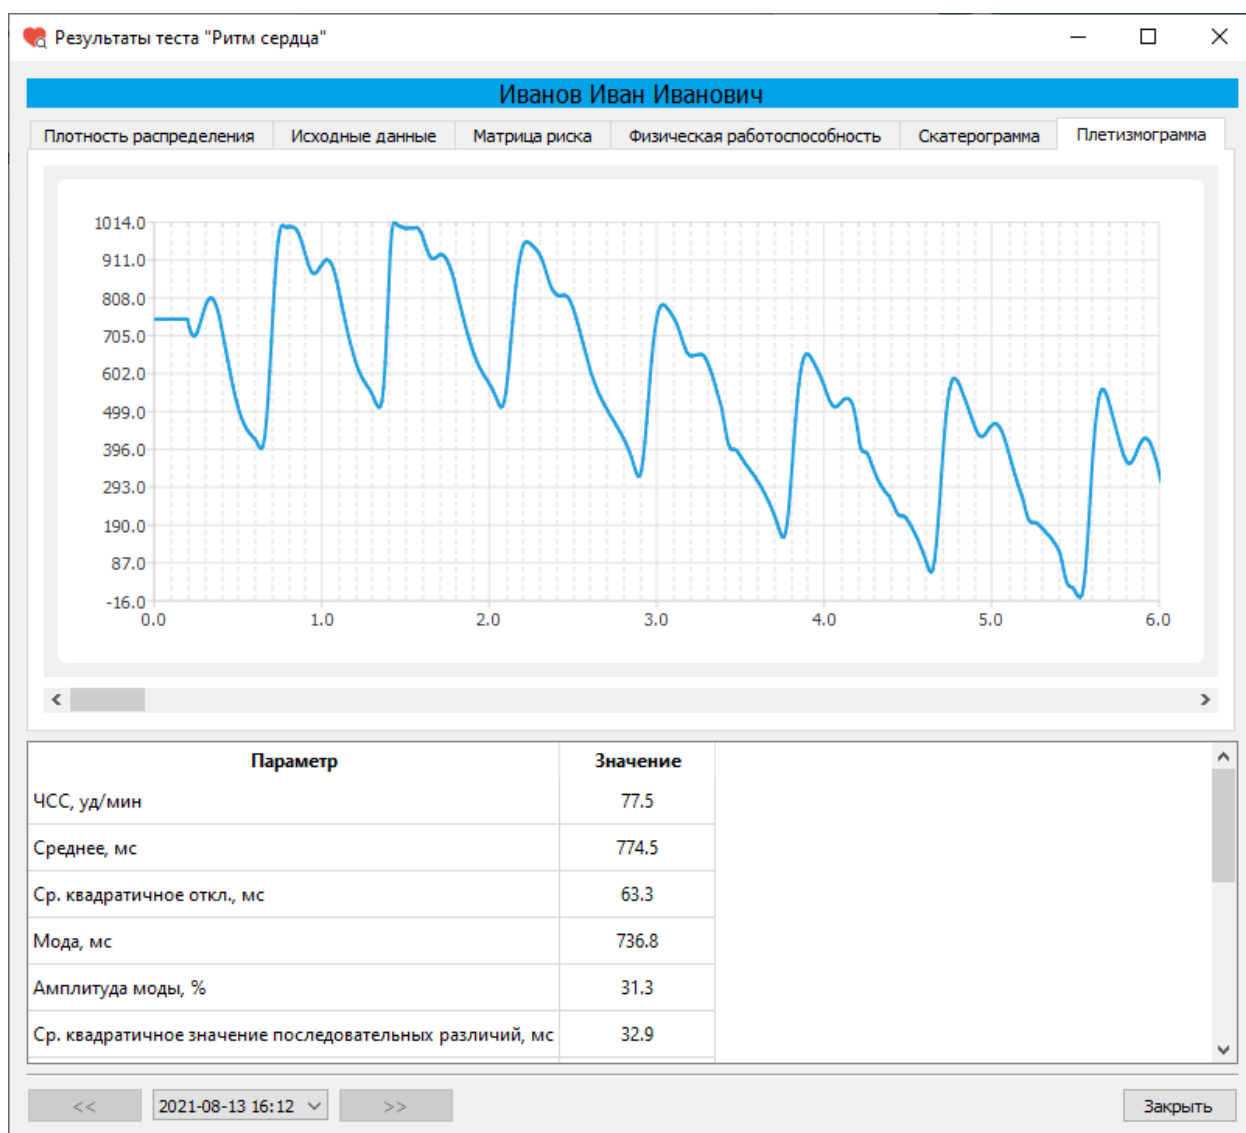 Результаты теста "Ритм сердца"
Иванов Иван Иванович
Плотность распределения Исходные данные Матрица риска Физическая работоспособность Скатерограмма Плетизмограмма
1014.0
911.0
808.0
705.0
602.0
499.0
396.0
293.0
190.0
87.0
-16.0
0.0 1.0 2.0 3.0 4.0 5.0 6.0
Параметр Значение
ЧСС, уд/мин 77.5
Среднее, мс 774.5
Ср. квадратичное откл., мс 63.3
Мода, мс 736.8
Амплитуда моды, % 31.3
Ср. квадратичное значение последовательных различий, мс 32.9
<< 2021-08-13 16:12 >> Закрыть